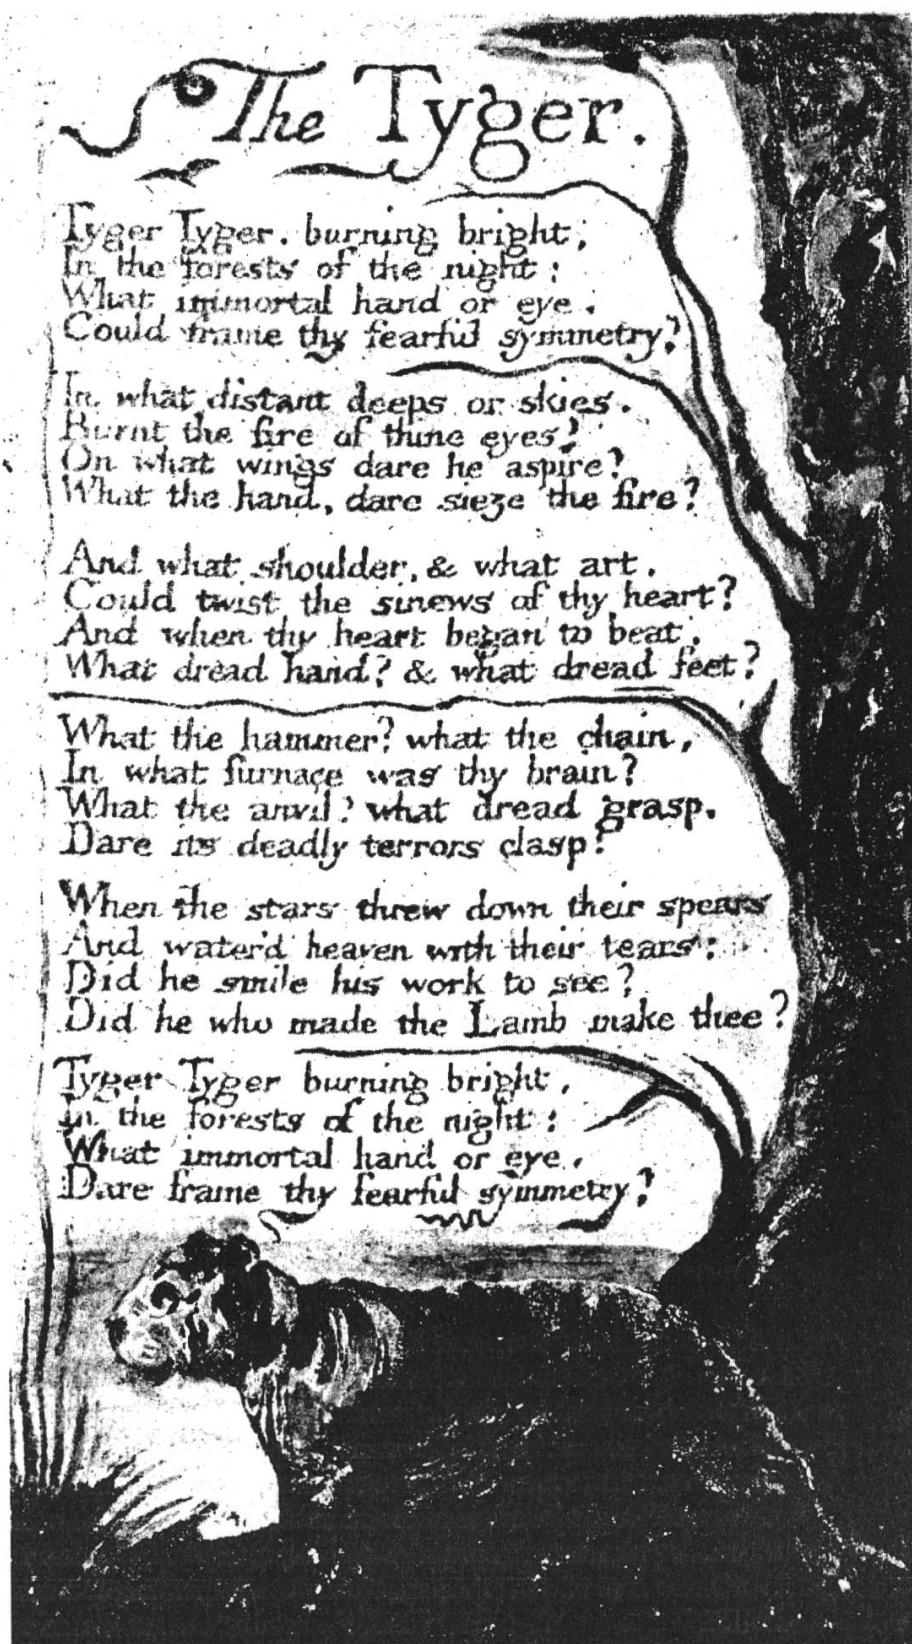 The Tyger.
Tyger Tyger. burning bright,
In the forests of the night:
What immortal hand or eye.
Could frame thy fearful symmetry?
In what distant deeps or skies.
Burnt the fire of thine eyes?
On what wings dare he aspire?
What the hand, dare sieze the fire?
And what shoulder, & what art.
Could twist the sinews of thy heart?
And when thy heart began to beat,
What dread hand? & what dread feet?
What the hammer? what the chain,
In what furnace was thy brain?
What the anvil? what dread grasp.
Dare its deadly terrors clasp?
When the stars threw down their spears
And water'd heaven with their tears:
Did he smile his work to see?
Did he who made the Lamb make thee?
Tyger Tyger burning bright,
In the forests of the night:
What immortal hand or eye,
Dare frame thy fearful symmetry?